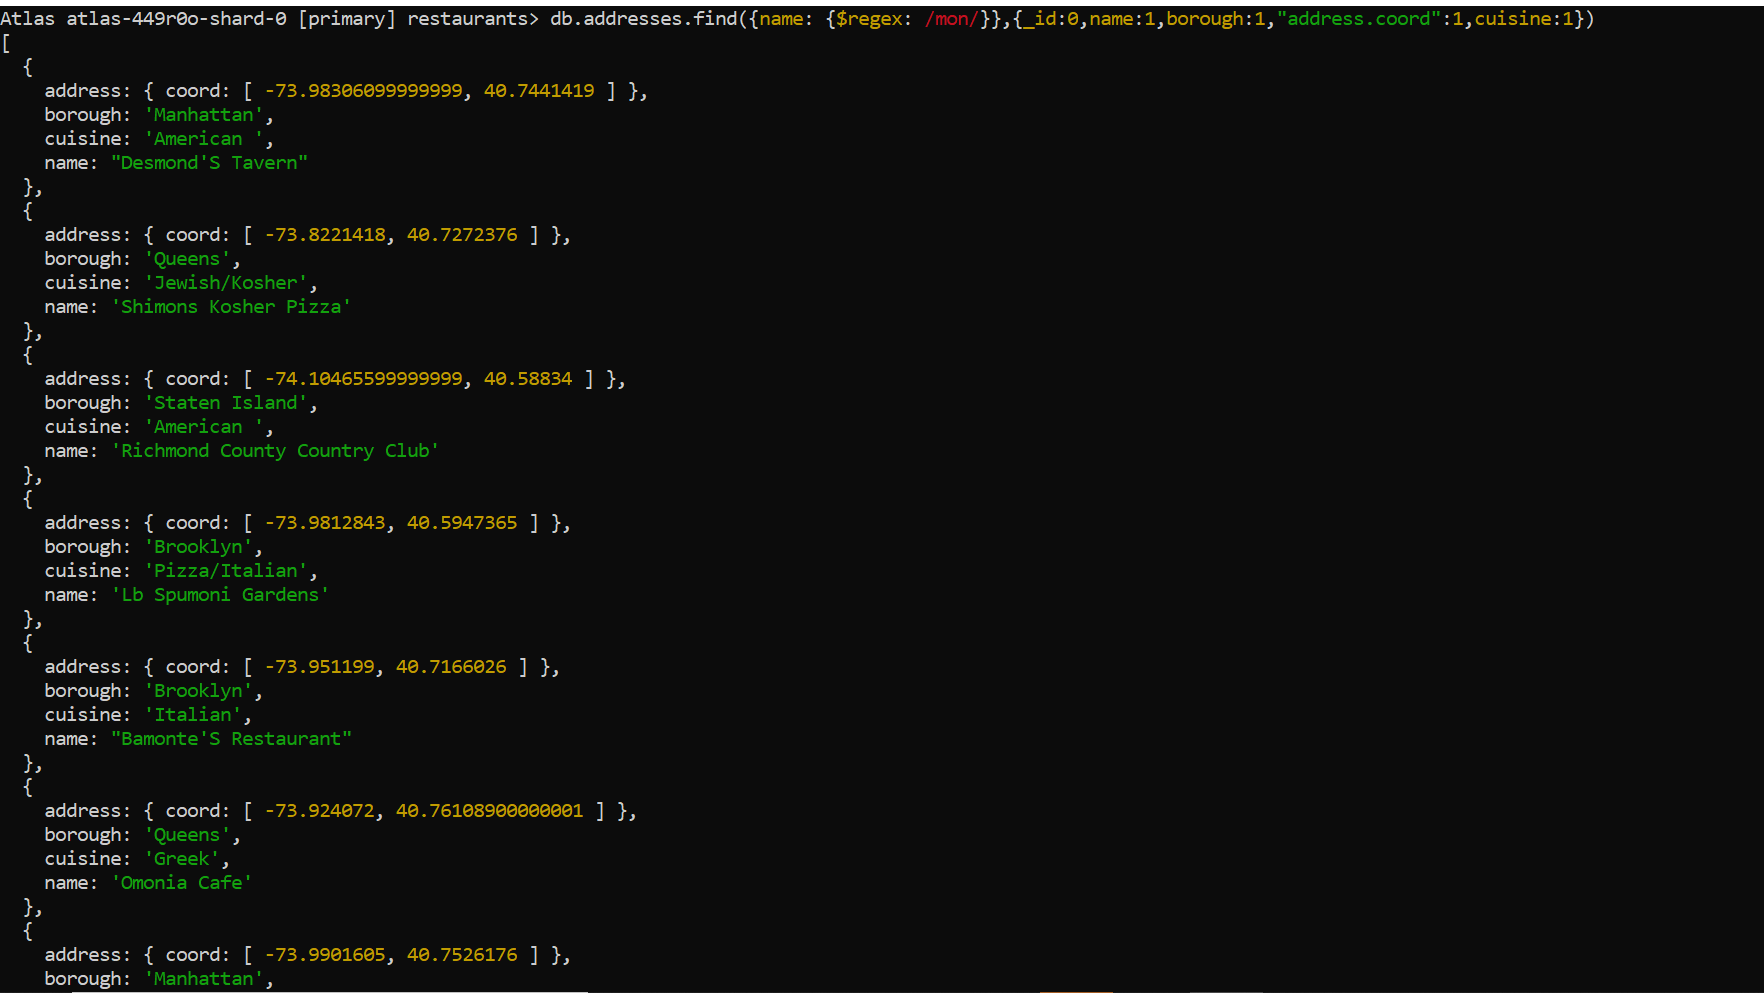 Atlas atlas-449r0o-shard-0 [primary] restaurants> db.addresses.find({name: {$regex: /mon/}},{_id:0,name:1,borough:1,"address.coord":1,cuisine:1})
[
  {
    address: { coord: [ -73.98306099999999, 40.7441419 ] },
    borough: 'Manhattan',
    cuisine: 'American ',
    name: "Desmond'S Tavern"
  },
  {
    address: { coord: [ -73.8221418, 40.7272376 ] },
    borough: 'Queens',
    cuisine: 'Jewish/Kosher',
    name: 'Shimons Kosher Pizza'
  },
  {
    address: { coord: [ -74.10465599999999, 40.58834 ] },
    borough: 'Staten Island',
    cuisine: 'American ',
    name: 'Richmond County Country Club'
  },
  {
    address: { coord: [ -73.9812843, 40.5947365 ] },
    borough: 'Brooklyn',
    cuisine: 'Pizza/Italian',
    name: 'Lb Spumoni Gardens'
  },
  {
    address: { coord: [ -73.951199, 40.7166026 ] },
    borough: 'Brooklyn',
    cuisine: 'Italian',
    name: "Bamonte'S Restaurant"
  },
  {
    address: { coord: [ -73.924072, 40.76108900000001 ] },
    borough: 'Queens',
    cuisine: 'Greek',
    name: 'Omonia Cafe'
  },
  {
    address: { coord: [ -73.9901605, 40.7526176 ] },
    borough: 'Manhattan',